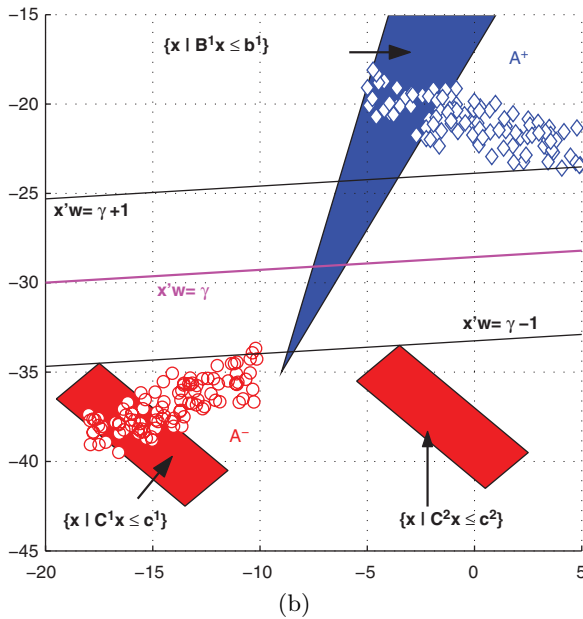 −15
{x | B¹x ≤ b¹}
A⁺
−20
−25
x'w= γ+1
−30
x'w= γ
x'w= γ−1
−35
A⁻
−40
{x | C¹x ≤ c¹}
{x | C²x ≤ c²}
−45
−20 −15 −10 −5 0 5
(b)